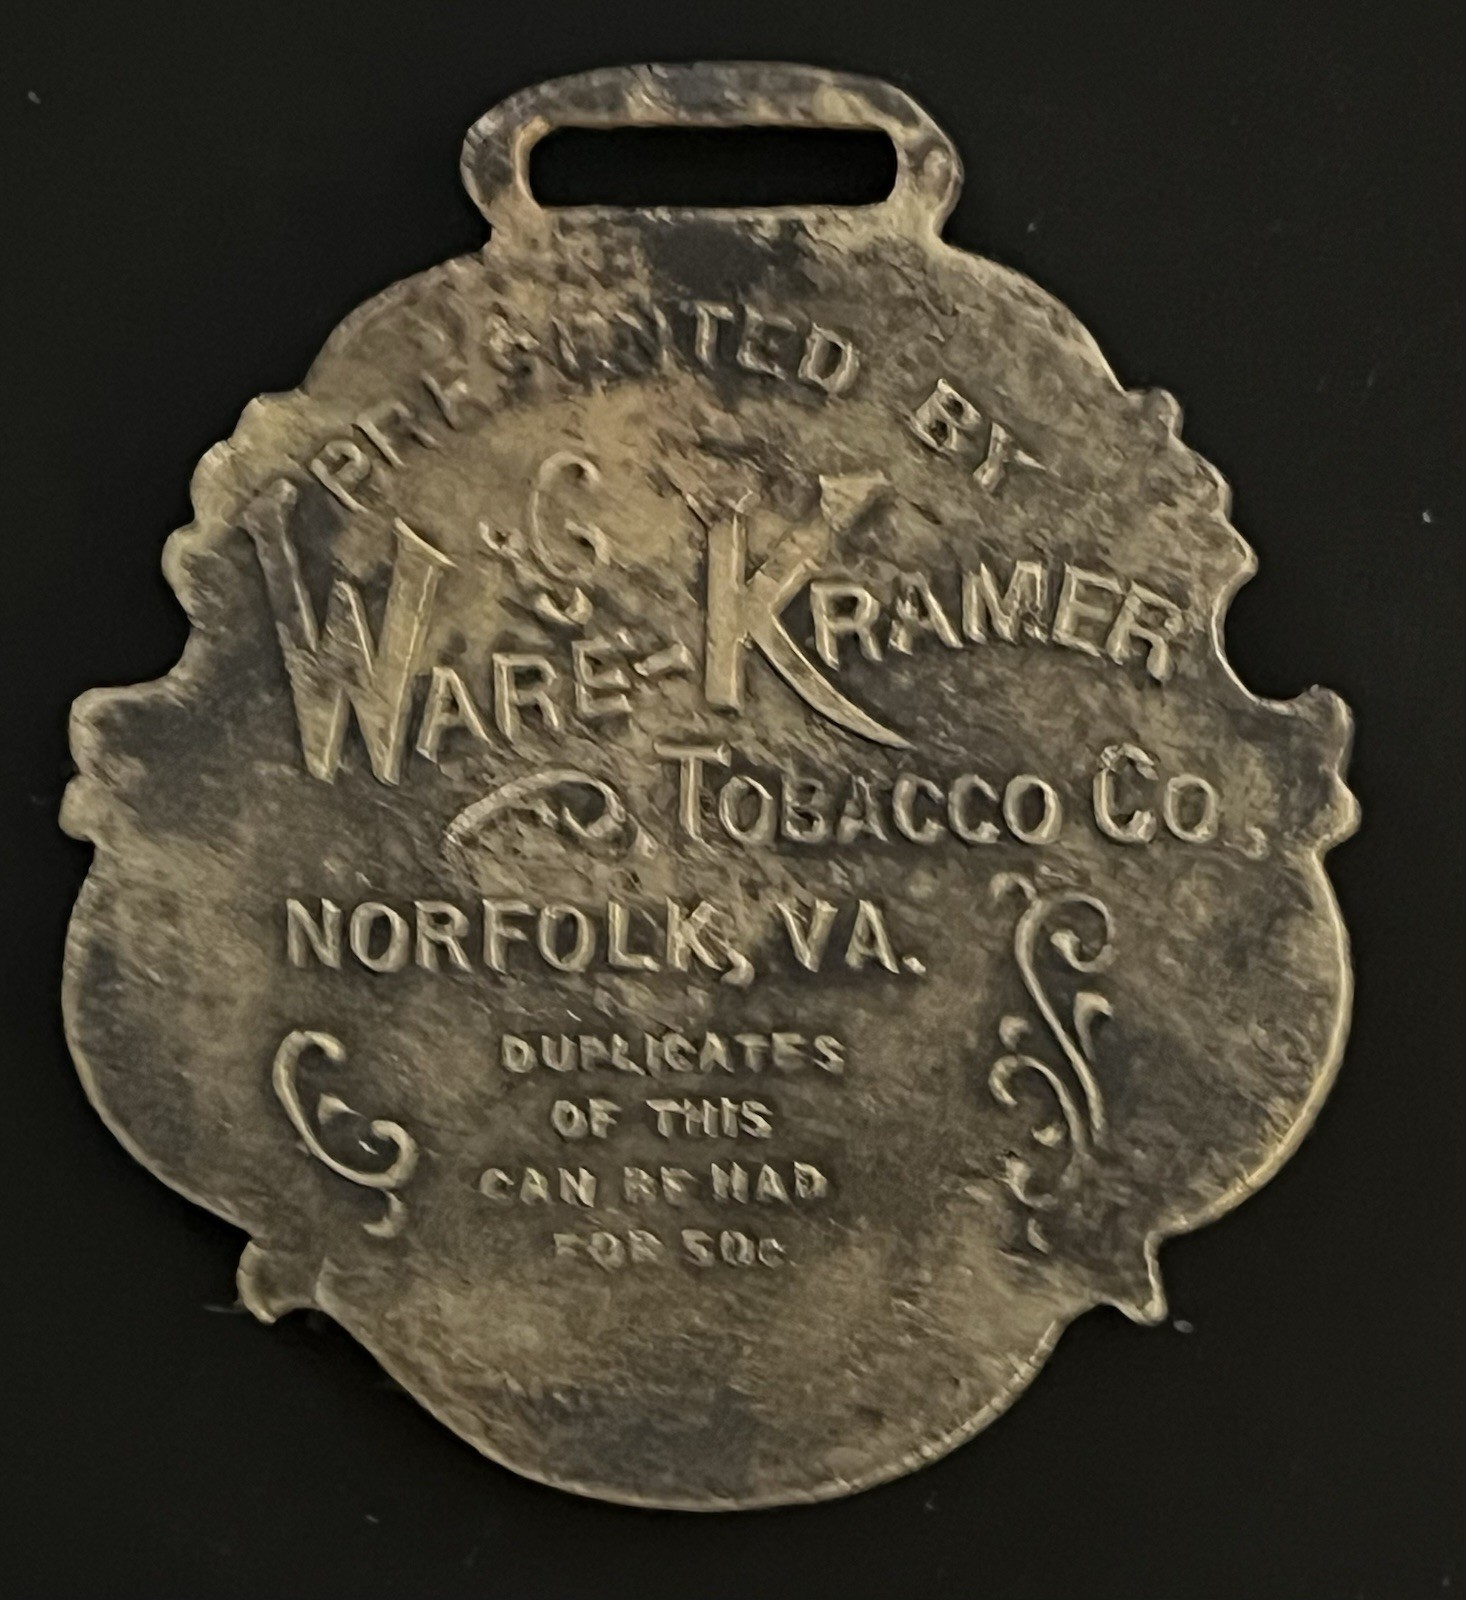 PRESENTED BY
WARE-KRAMER
TOBACCO CO.,
NORFOLK, VA.
DUPLICATES
OF THIS
CAN BE HAD
FOR 50c.